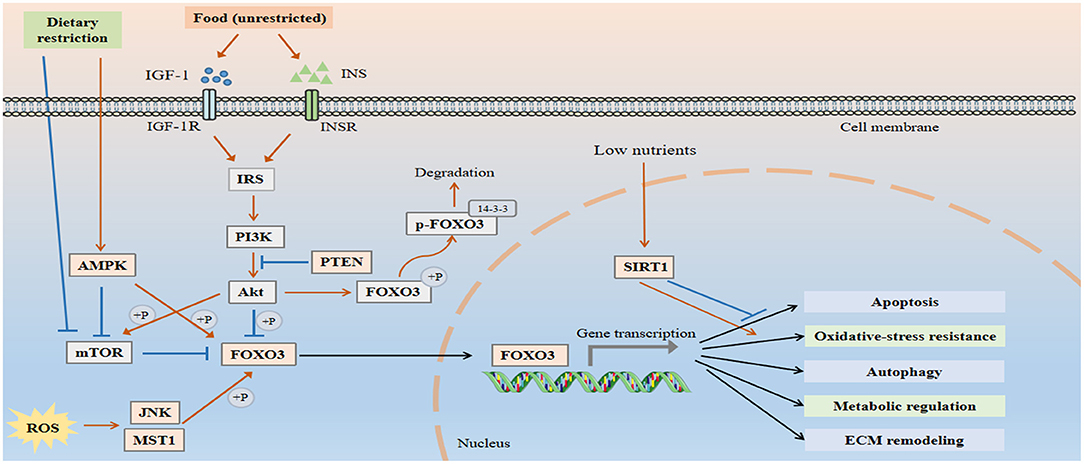 Dietary
restriction
Food (unrestricted)
IGF-1
INS
IGF-1R
INSR
Cell membrane
IRS
Low nutrients
Degradation
14-3-3
p-FOXO3
PI3K
PTEN
AMPK
SIRT1
Akt
FOXO3
+P
+P
+P
+P
mTOR
FOXO3
Gene transcription
FOXO3
Apoptosis
Oxidative-stress resistance
Autophagy
Metabolic regulation
ECM remodeling
+P
JNK
MST1
ROS
Nucleus